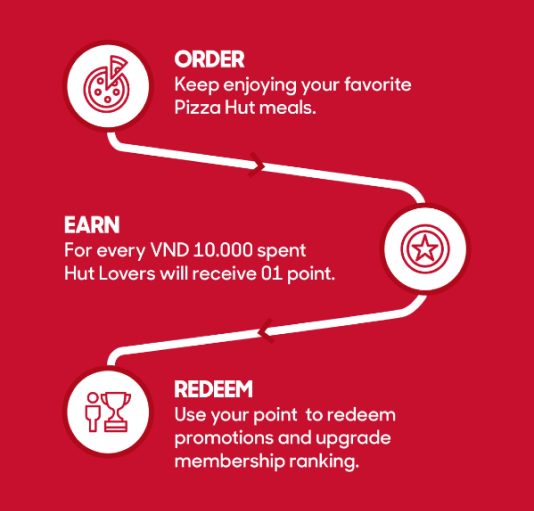 ORDER
Keep enjoying your favorite
Pizza Hut meals.
EARN
For every VND 10.000 spent
Hut Lovers will receive 01 point.
REDEEM
Use your point to redeem
promotions and upgrade
membership ranking.